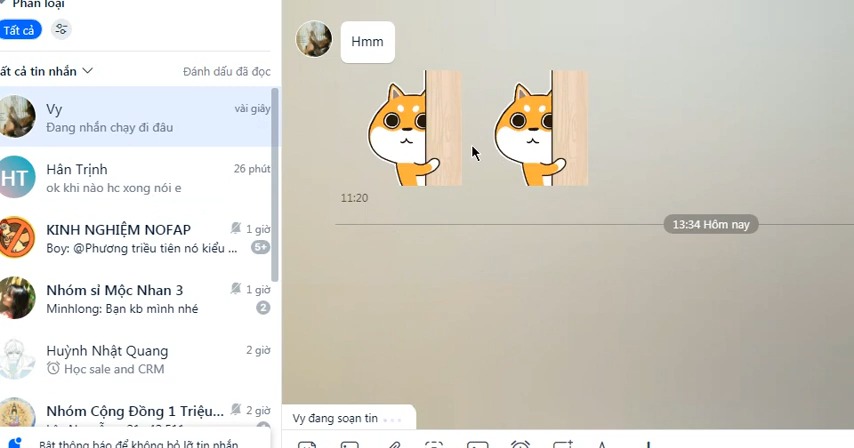 Phân loại
Tất cả
ất cả tin nhắn
Đánh dấu đã đọc
Vy
vài giây
Đang nhắn chạy đi đâu
HT
Hân Trịnh
26 phút
ok khi nào hc xong nói e
KINH NGHIỆM NOFAP
1 giờ
Boy: @Phương triều tiên nó kiểu ...
5+
Nhóm sỉ Mộc Nhan 3
1 giờ
Minhlong: Bạn kb mình nhé
2
Huỳnh Nhật Quang
2 giờ
Học sale and CRM
Nhóm Cộng Đồng 1 Triệu...
2 giờ
Bật thông báo để không bỏ lỡ tin nhắn
Hmm
11:20
13:34 Hôm nay
Vy đang soạn tin